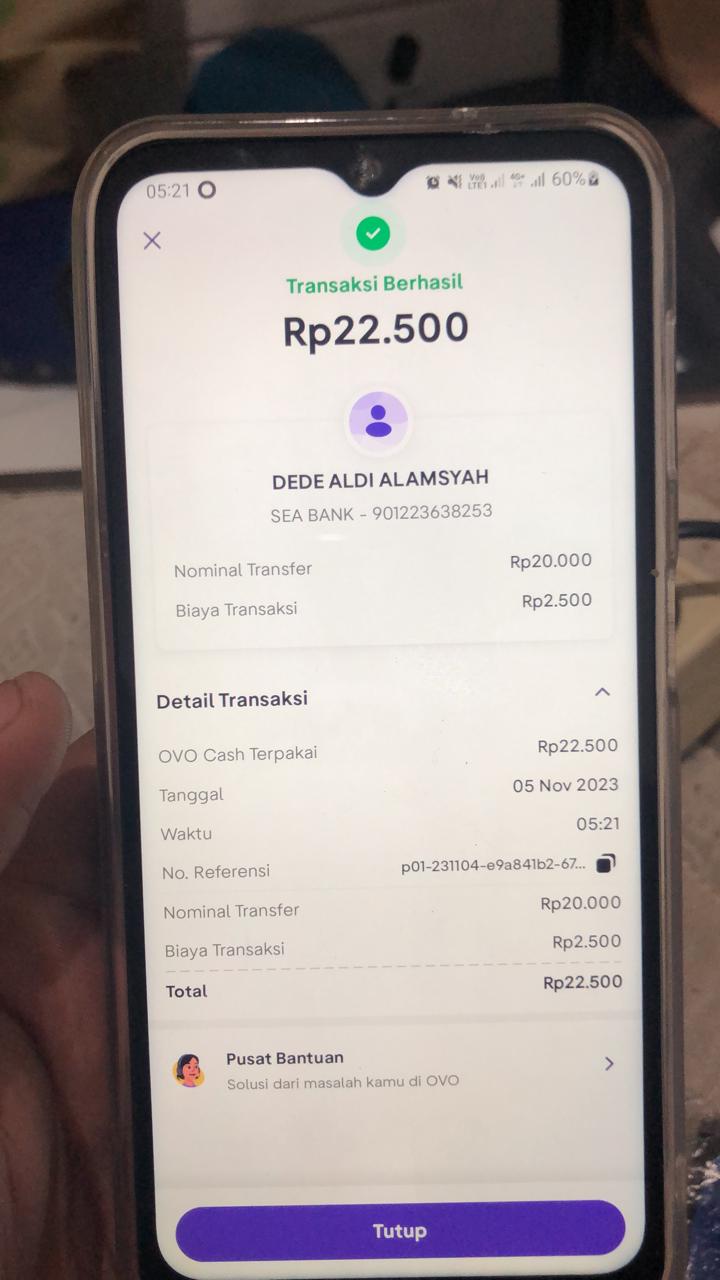 05:21
Vo)) LTE1 4G+ 60%
Transaksi Berhasil
Rp22.500
DEDE ALDI ALAMSYAH
SEA BANK - 901223638253
Nominal Transfer Rp20.000
Biaya Transaksi Rp2.500
Detail Transaksi
OVO Cash Terpakai Rp22.500
Tanggal 05 Nov 2023
Waktu 05:21
No. Referensi p01-231104-e9a841b2-67...
Nominal Transfer Rp20.000
Biaya Transaksi Rp2.500
Total Rp22.500
Pusat Bantuan
Solusi dari masalah kamu di OVO
Tutup